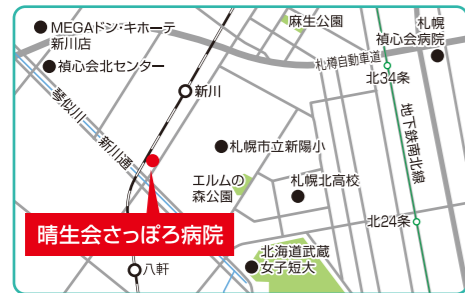 MEGAドン・キホーテ
新川店
禎心会北センター
麻生公園
札幌
禎心会病院
札樽自動車道
北34条
新川
琴似川
新川通
地下鉄南北線
札幌市立新陽小
エルムの
森公園
札幌北高校
晴生会さっぽろ病院
北24条
八軒
北海道武蔵
女子短大